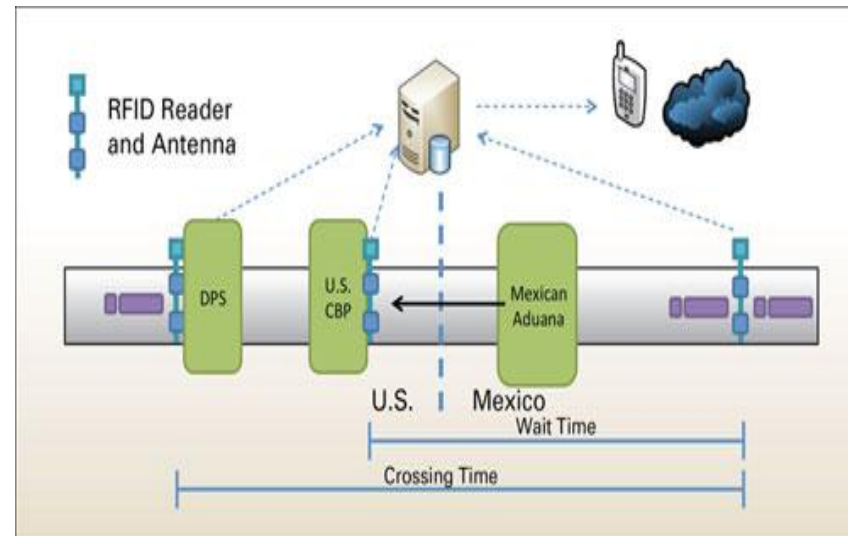 RFID Reader
and Antenna
DPS
U.S.
CBP
Mexican
Aduana
U.S.
Mexico
Wait Time
Crossing Time